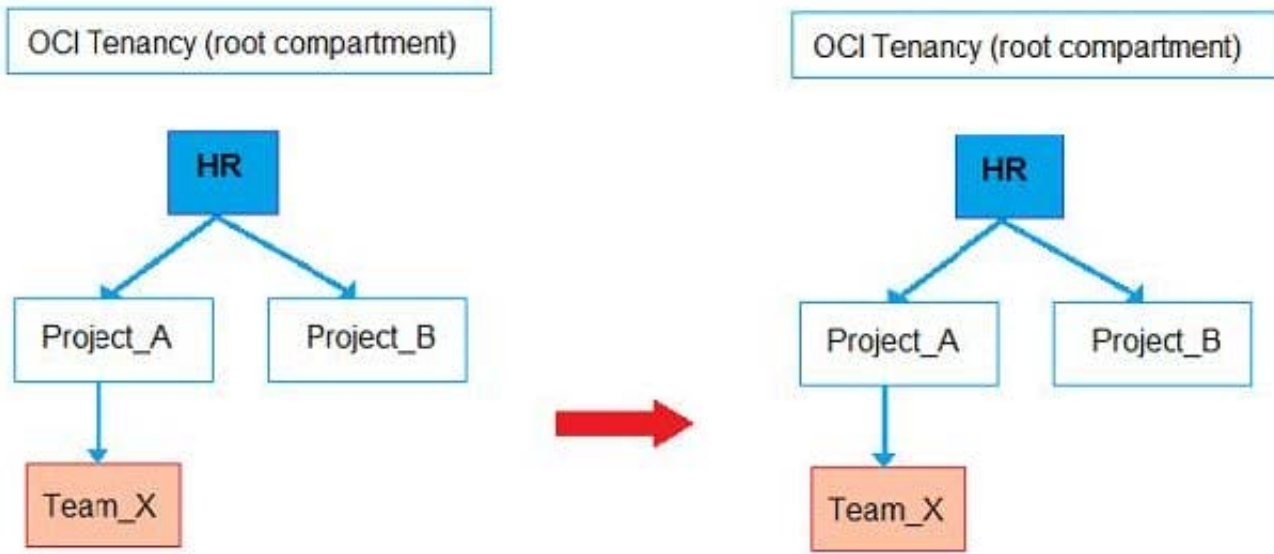 OCI Tenancy (root compartment)
HR
Project_A
Project_B
Team_X
OCI Tenancy (root compartment)
HR
Project_A
Project_B
Team_X